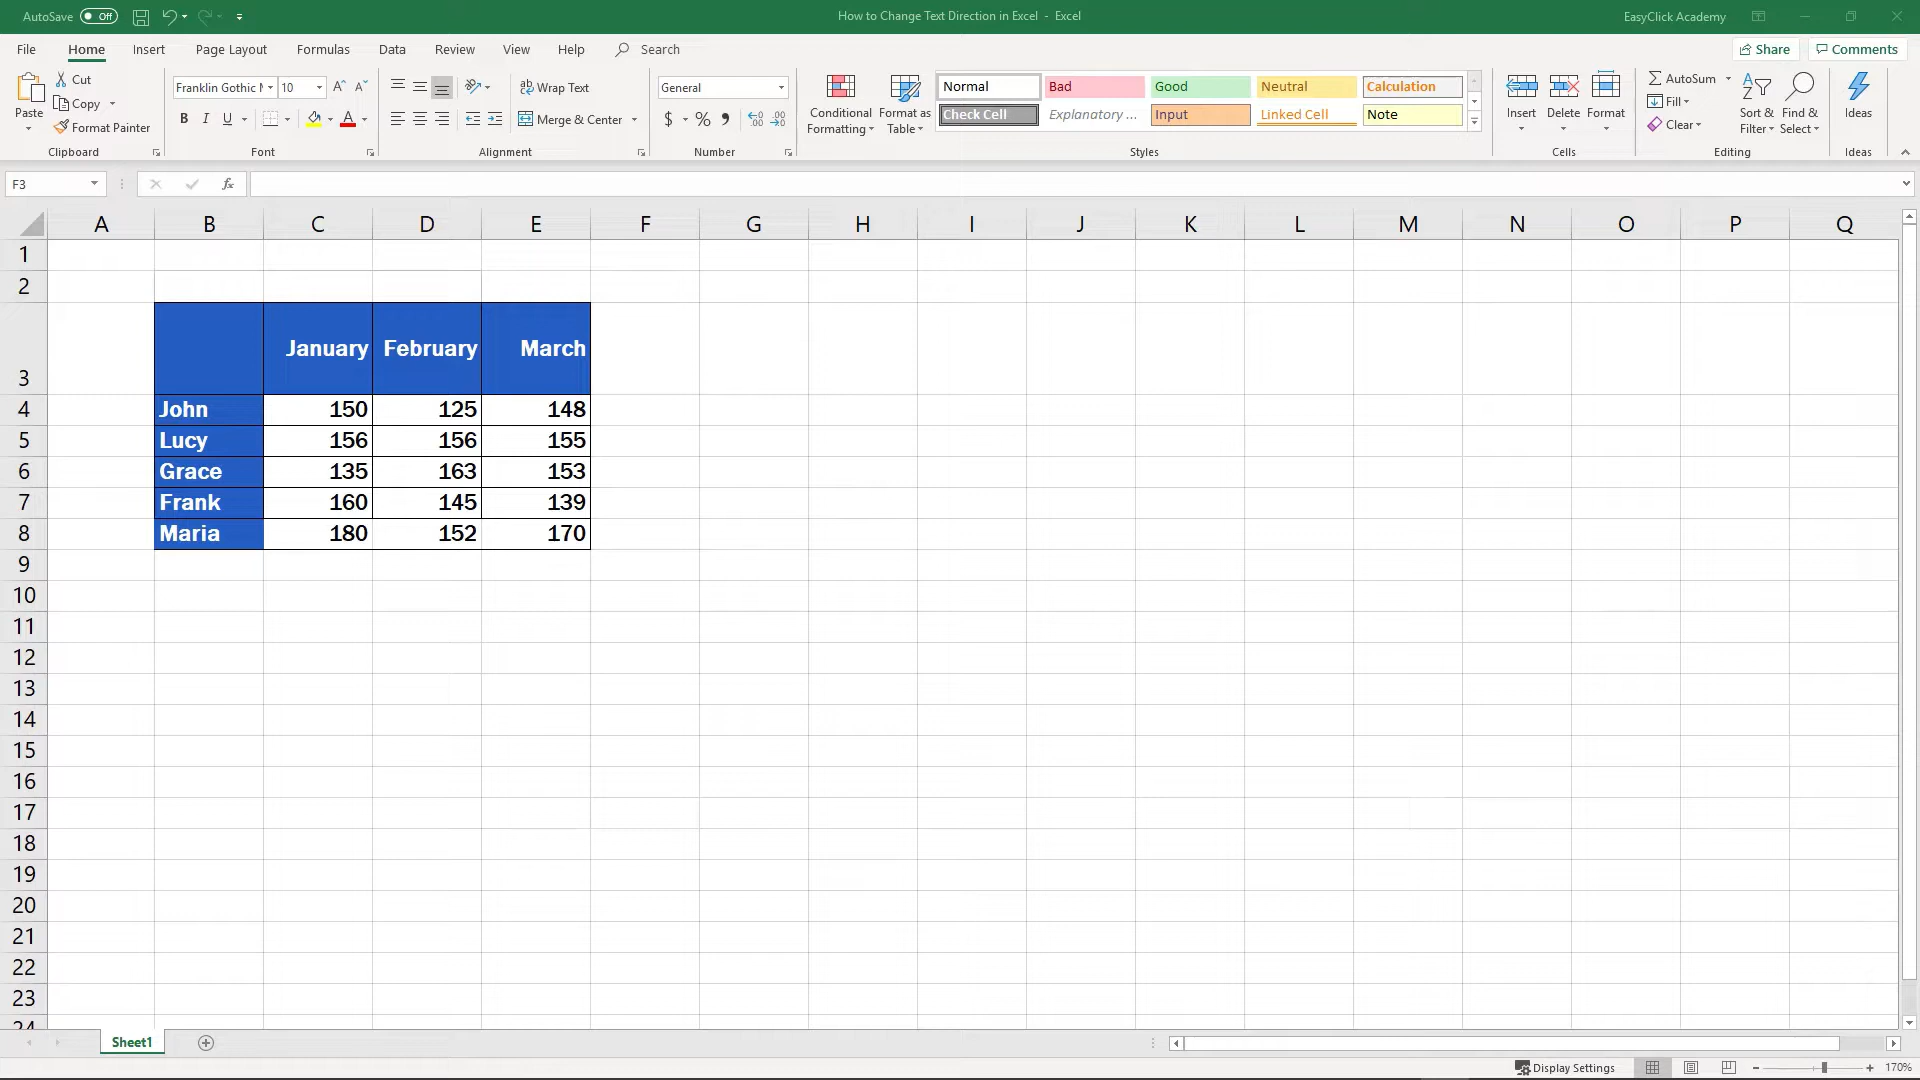 AutoSave Off How to Change Text Direction in Excel - Excel EasyClick Academy
File Home Insert Page Layout Formulas Data Review View Help Search Share Comments
Paste Cut Copy Format Painter Clipboard
Franklin Gothic M 10 B I U A Font
Wrap Text Merge & Center Alignment
General $ % Number
Conditional Formatting Format as Table
Normal Bad Good Neutral Calculation
Check Cell Explanatory ... Input Linked Cell Note
Styles
Insert Delete Format Cells
AutoSum Fill Clear Sort & Filter Find & Select Editing
Ideas Ideas
F3 fx
A B C D E F G H I J K L M N O P Q
1
2
3 January February March
4 John 150 125 148
5 Lucy 156 156 155
6 Grace 135 163 153
7 Frank 160 145 139
8 Maria 180 152 170
9
10
11
12
13
14
15
16
17
18
19
20
21
22
23
24
Sheet1
Display Settings 170%